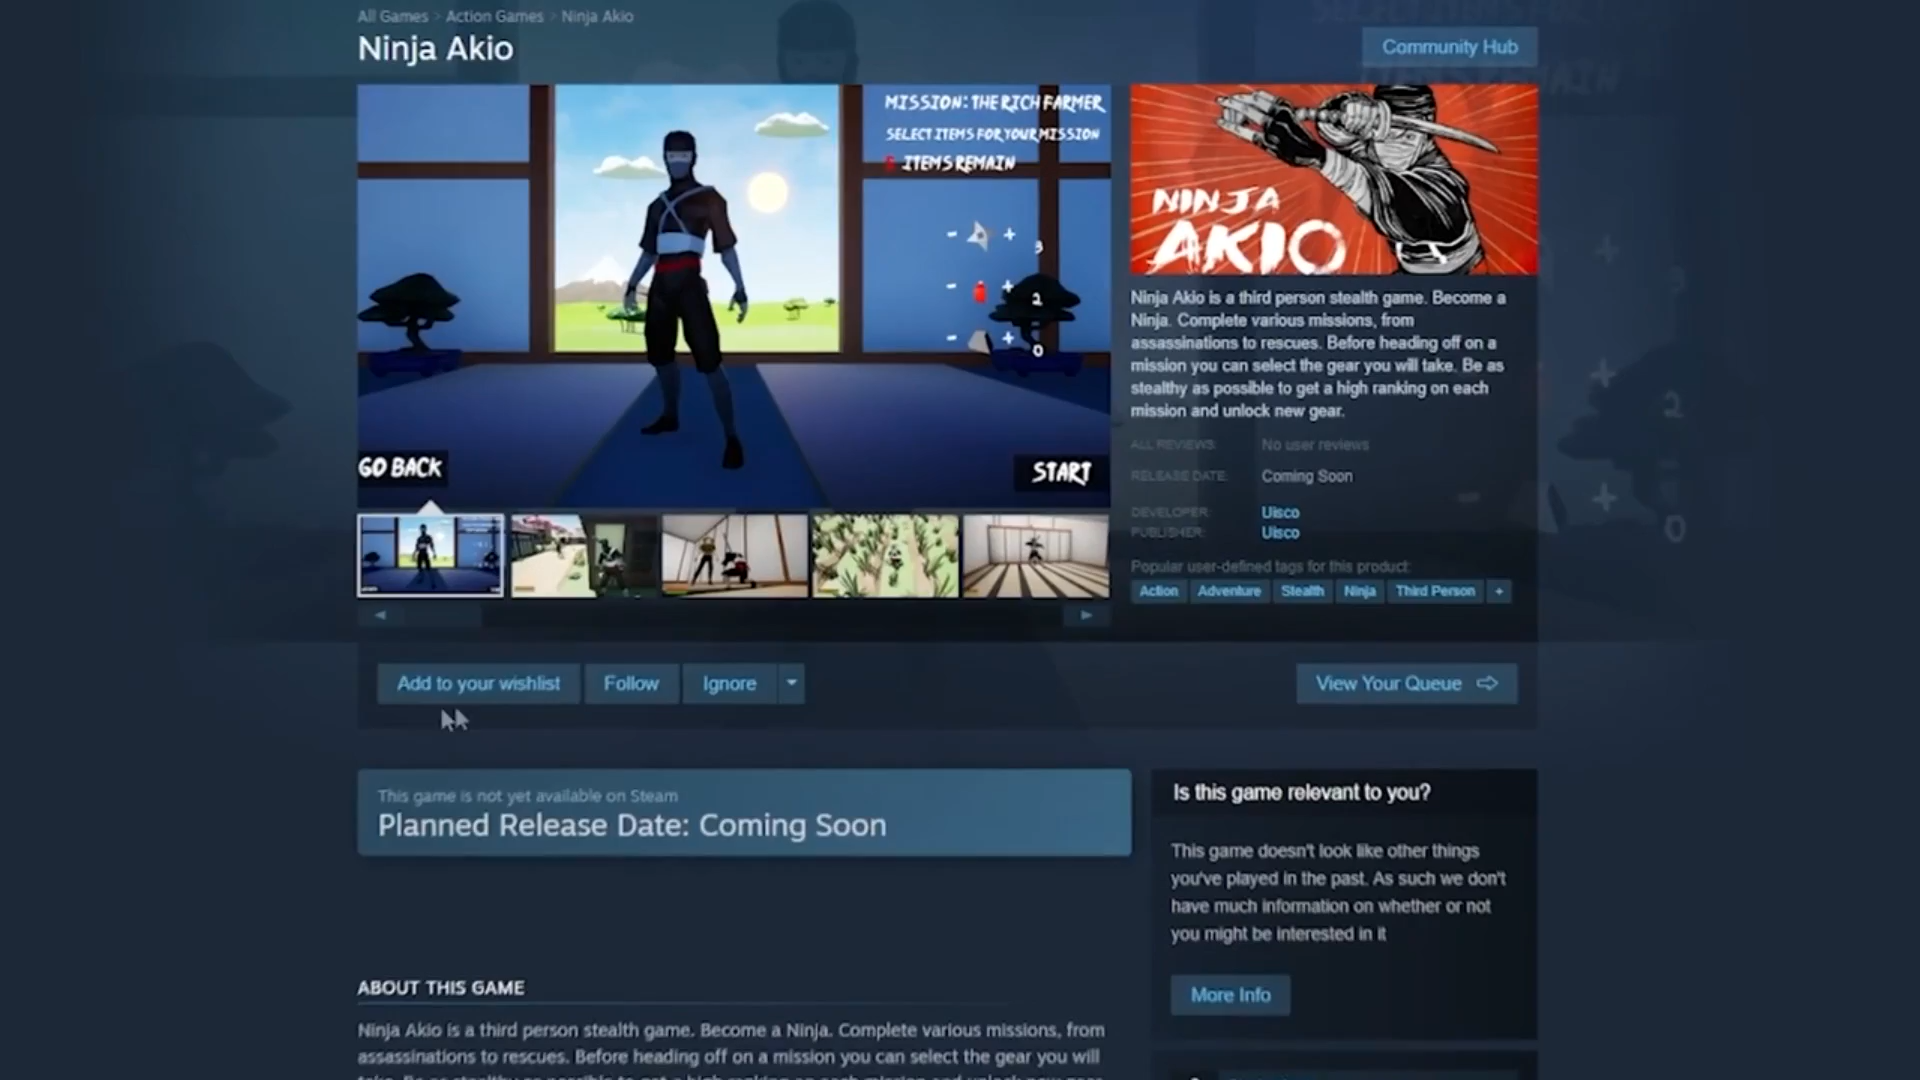 All Games > Action Games > Ninja Akio
Ninja Akio
Community Hub
MISSION: THE RICH FARMER
SELECT ITEMS FOR YOUR MISSION
ITEMS REMAIN
- + 3
- + 2
- + 0
GO BACK
START
NINJA
AKIO
Ninja Akio is a third person stealth game. Become a
Ninja. Complete various missions, from
assassinations to rescues. Before heading off on a
mission you can select the gear you will take. Be as
stealthy as possible to get a high ranking on each
mission and unlock new gear.
ALL REVIEWS: No user reviews
RELEASE DATE: Coming Soon
DEVELOPER: Uisco
PUBLISHER: Uisco
Popular user-defined tags for this product:
Action Adventure Stealth Ninja Third Person +
Add to your wishlist Follow Ignore
View Your Queue
This game is not yet available on Steam
Planned Release Date: Coming Soon
Is this game relevant to you?
This game doesn't look like other things
you've played in the past. As such we don't
have much information on whether or not
you might be interested in it
More Info
ABOUT THIS GAME
Ninja Akio is a third person stealth game. Become a Ninja. Complete various missions, from
assassinations to rescues. Before heading off on a mission you can select the gear you will